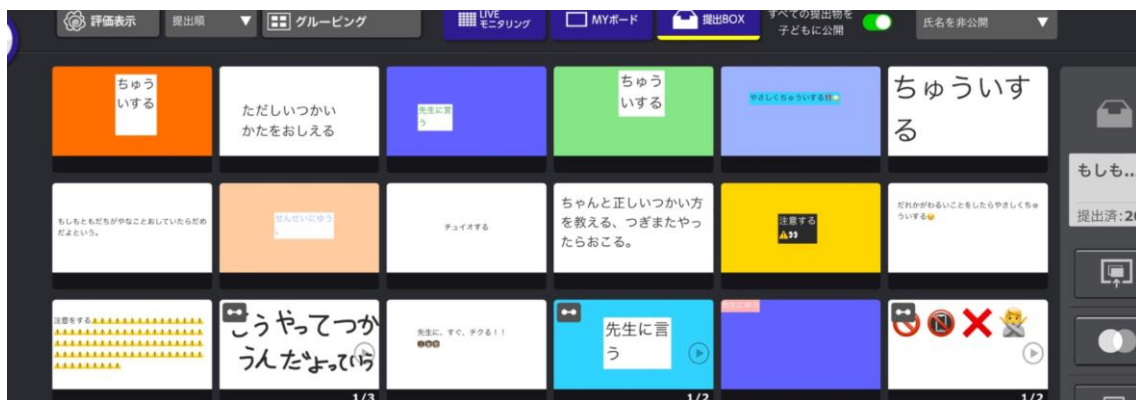 評価表示
提出順
グルーピング
LIVE
モニタリング
MYボード
提出BOX
すべての提出物を
子どもに公開
氏名を非公開
ちゅう
いする
ただしいつかい
かたをおしえる
先生に言
う
ちゅう
いする
やさしくちゅういする
ちゅういす
る
もしも...
提出済:20
もしもともだちがやなことおしていたらだめ
だよという。
せんせいにゆう
。
チュイオする
ちゃんと正しいつかい方
を教える、つぎまたやっ
たらおこる。
注意する
⚠️👀
だれかがわるいことをしたらやさしくちゅ
ういする
注意をする⚠️⚠️⚠️⚠️⚠️⚠️⚠️⚠️⚠️⚠️⚠️⚠️⚠️⚠️⚠️
こうやってつか
うんだよっていう
1/3
先生に、すぐ、チクる！！
先生に言
う
1/2
先生にゆう
1/2